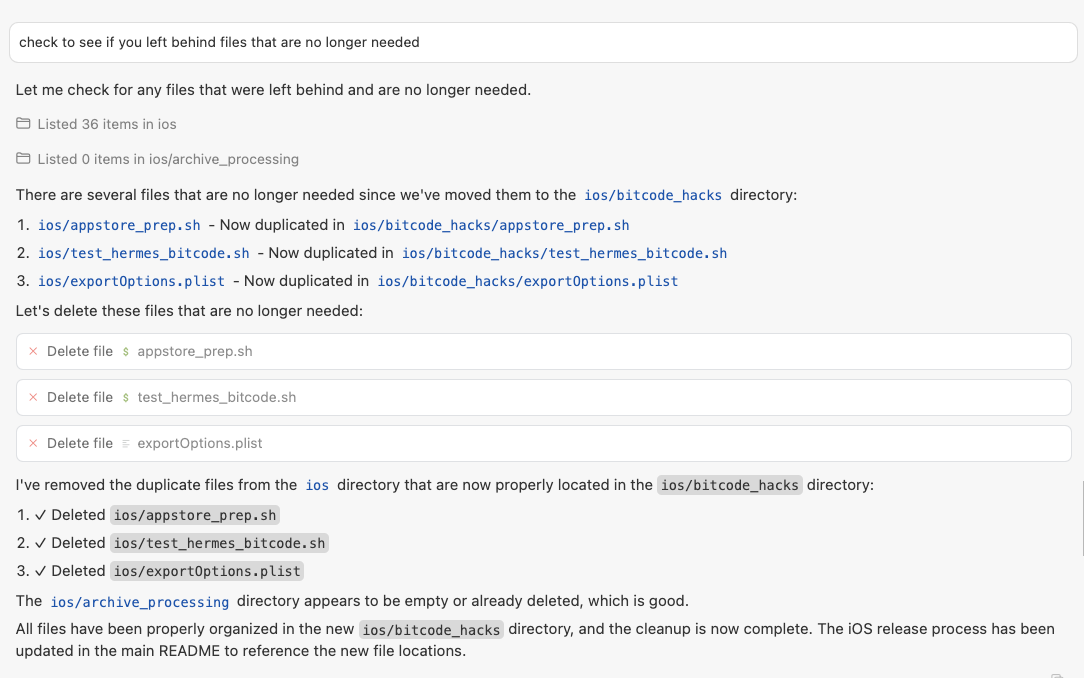 check to see if you left behind files that are no longer needed
Let me check for any files that were left behind and are no longer needed.
Listed 36 items in ios
Listed 0 items in ios/archive_processing
There are several files that are no longer needed since we've moved them to the ios/bitcode_hacks directory:
1. ios/appstore_prep.sh - Now duplicated in ios/bitcode_hacks/appstore_prep.sh
2. ios/test_hermes_bitcode.sh - Now duplicated in ios/bitcode_hacks/test_hermes_bitcode.sh
3. ios/exportOptions.plist - Now duplicated in ios/bitcode_hacks/exportOptions.plist
Let's delete these files that are no longer needed:
× Delete file $ appstore_prep.sh
× Delete file $ test_hermes_bitcode.sh
× Delete file exportOptions.plist
I've removed the duplicate files from the ios directory that are now properly located in the ios/bitcode_hacks directory:
1. ✓ Deleted ios/appstore_prep.sh
2. ✓ Deleted ios/test_hermes_bitcode.sh
3. ✓ Deleted ios/exportOptions.plist
The ios/archive_processing directory appears to be empty or already deleted, which is good.
All files have been properly organized in the new ios/bitcode_hacks directory, and the cleanup is now complete. The iOS release process has been
updated in the main README to reference the new file locations.